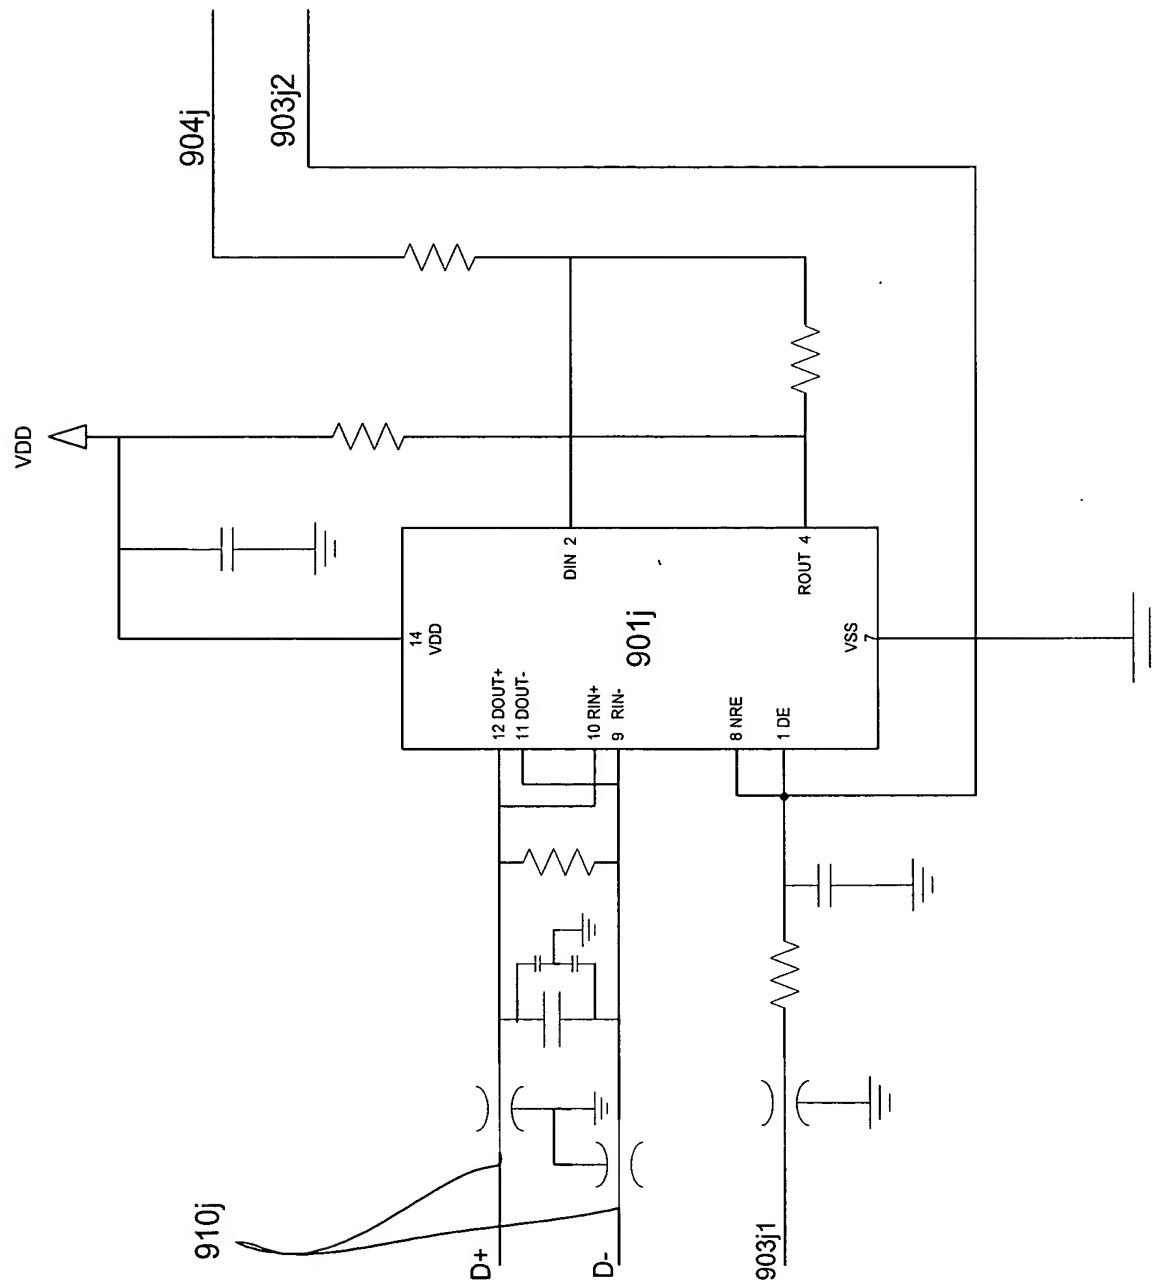 904j
903j2
VDD
14
VDD
DIN 2
ROUT 4
901j
VSS
7
12 DOUT+
11 DOUT-
10 RIN+
9 RIN-
8 NRE
1 DE
910j
D+
D-
903j1